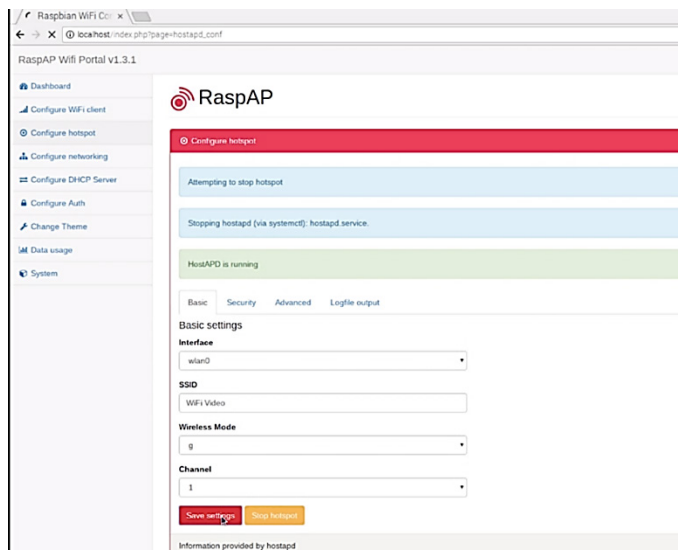 Raspbian WiFi Co
localhost/index.php?page=hostapd_conf
RaspAP Wifi Portal v1.3.1
Dashboard
Configure WiFi client
Configure hotspot
Configure networking
Configure DHCP Server
Configure Auth
Change Theme
Data usage
System
RaspAP
Configure hotspot
Attempting to stop hotspot
Stopping hostapd (via systemctl): hostapd.service.
HostAPD is running
Basic Security Advanced Logfile output
Basic settings
Interface
wlan0
SSID
WiFi Video
Wireless Mode
g
Channel
1
Save settings Stop hotspot
Information provided by hostapd